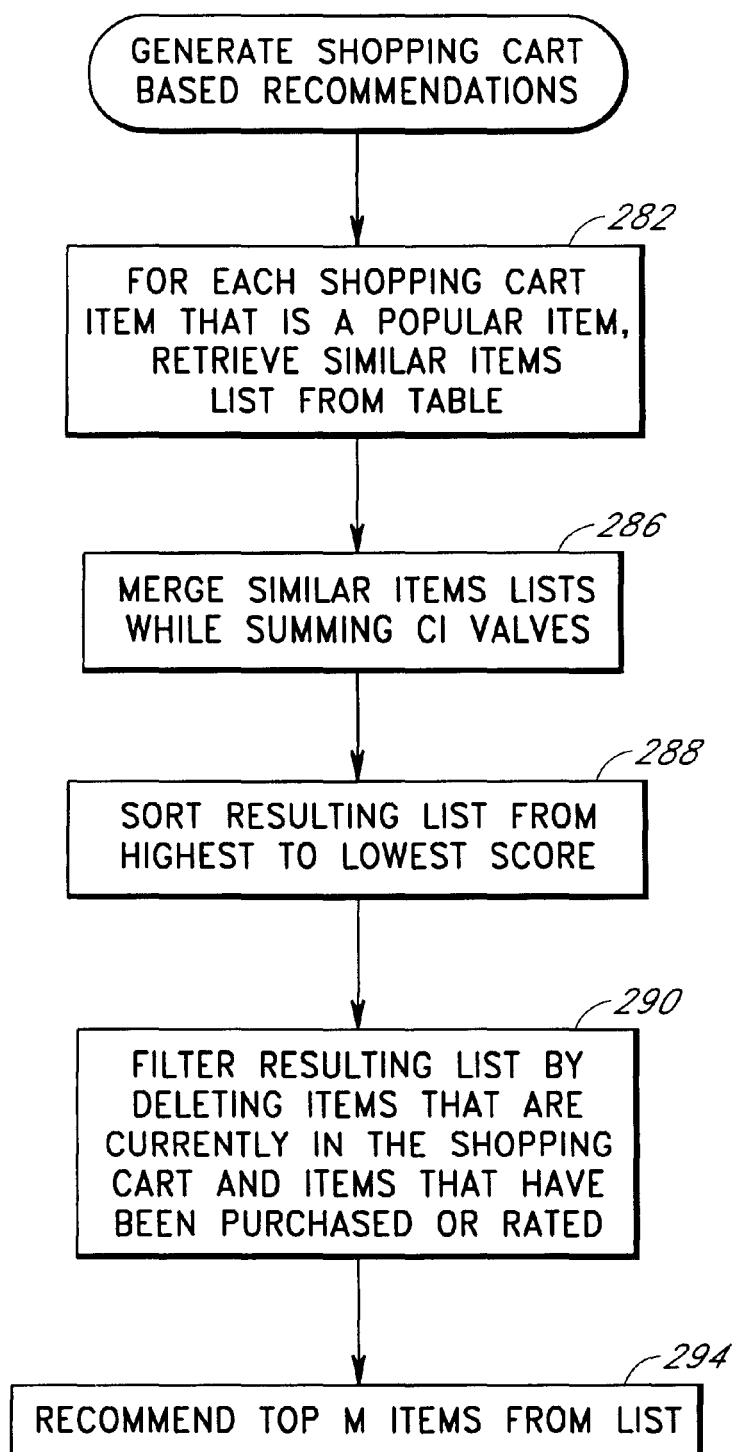 GENERATE SHOPPING CART
BASED RECOMMENDATIONS
282
FOR EACH SHOPPING CART
ITEM THAT IS A POPULAR ITEM,
RETRIEVE SIMILAR ITEMS
LIST FROM TABLE
286
MERGE SIMILAR ITEMS LISTS
WHILE SUMMING CI VALVES
288
SORT RESULTING LIST FROM
HIGHEST TO LOWEST SCORE
290
FILTER RESULTING LIST BY
DELETING ITEMS THAT ARE
CURRENTLY IN THE SHOPPING
CART AND ITEMS THAT HAVE
BEEN PURCHASED OR RATED
294
RECOMMEND TOP M ITEMS FROM LIST